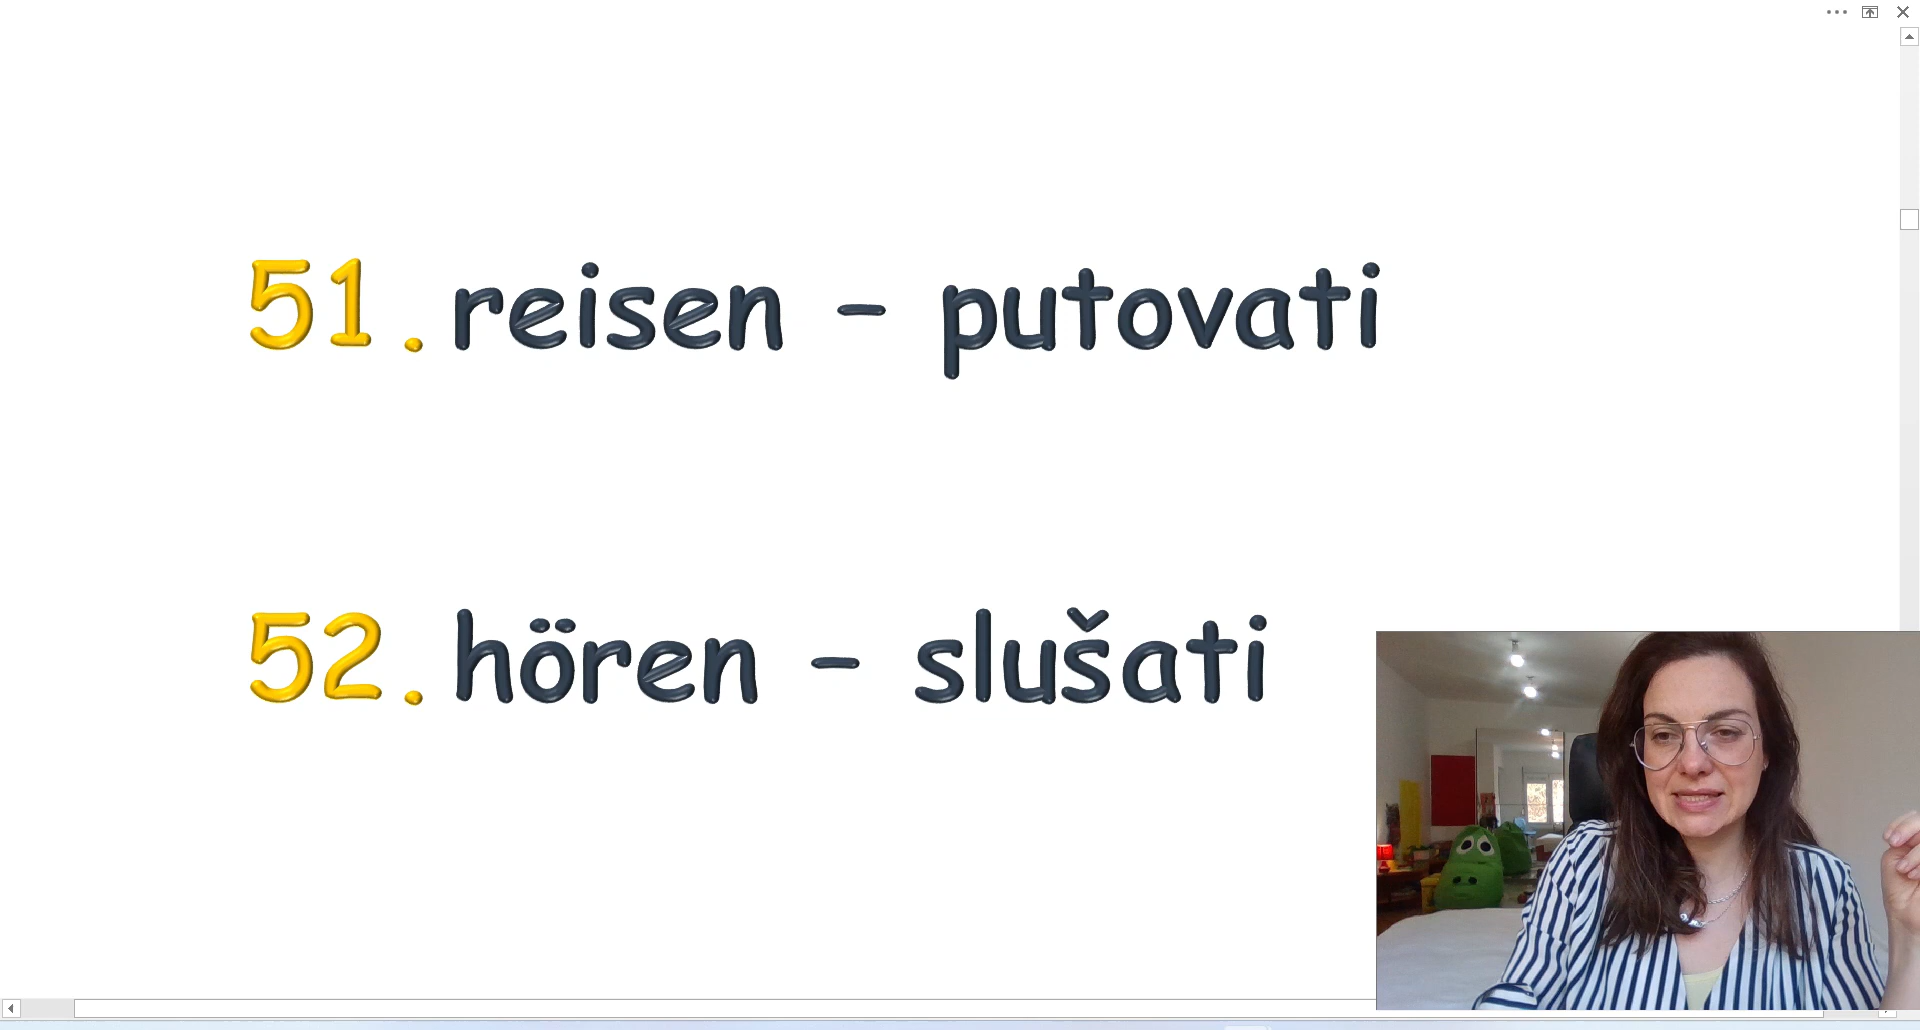 51. reisen - putovati
52. hören - slušati